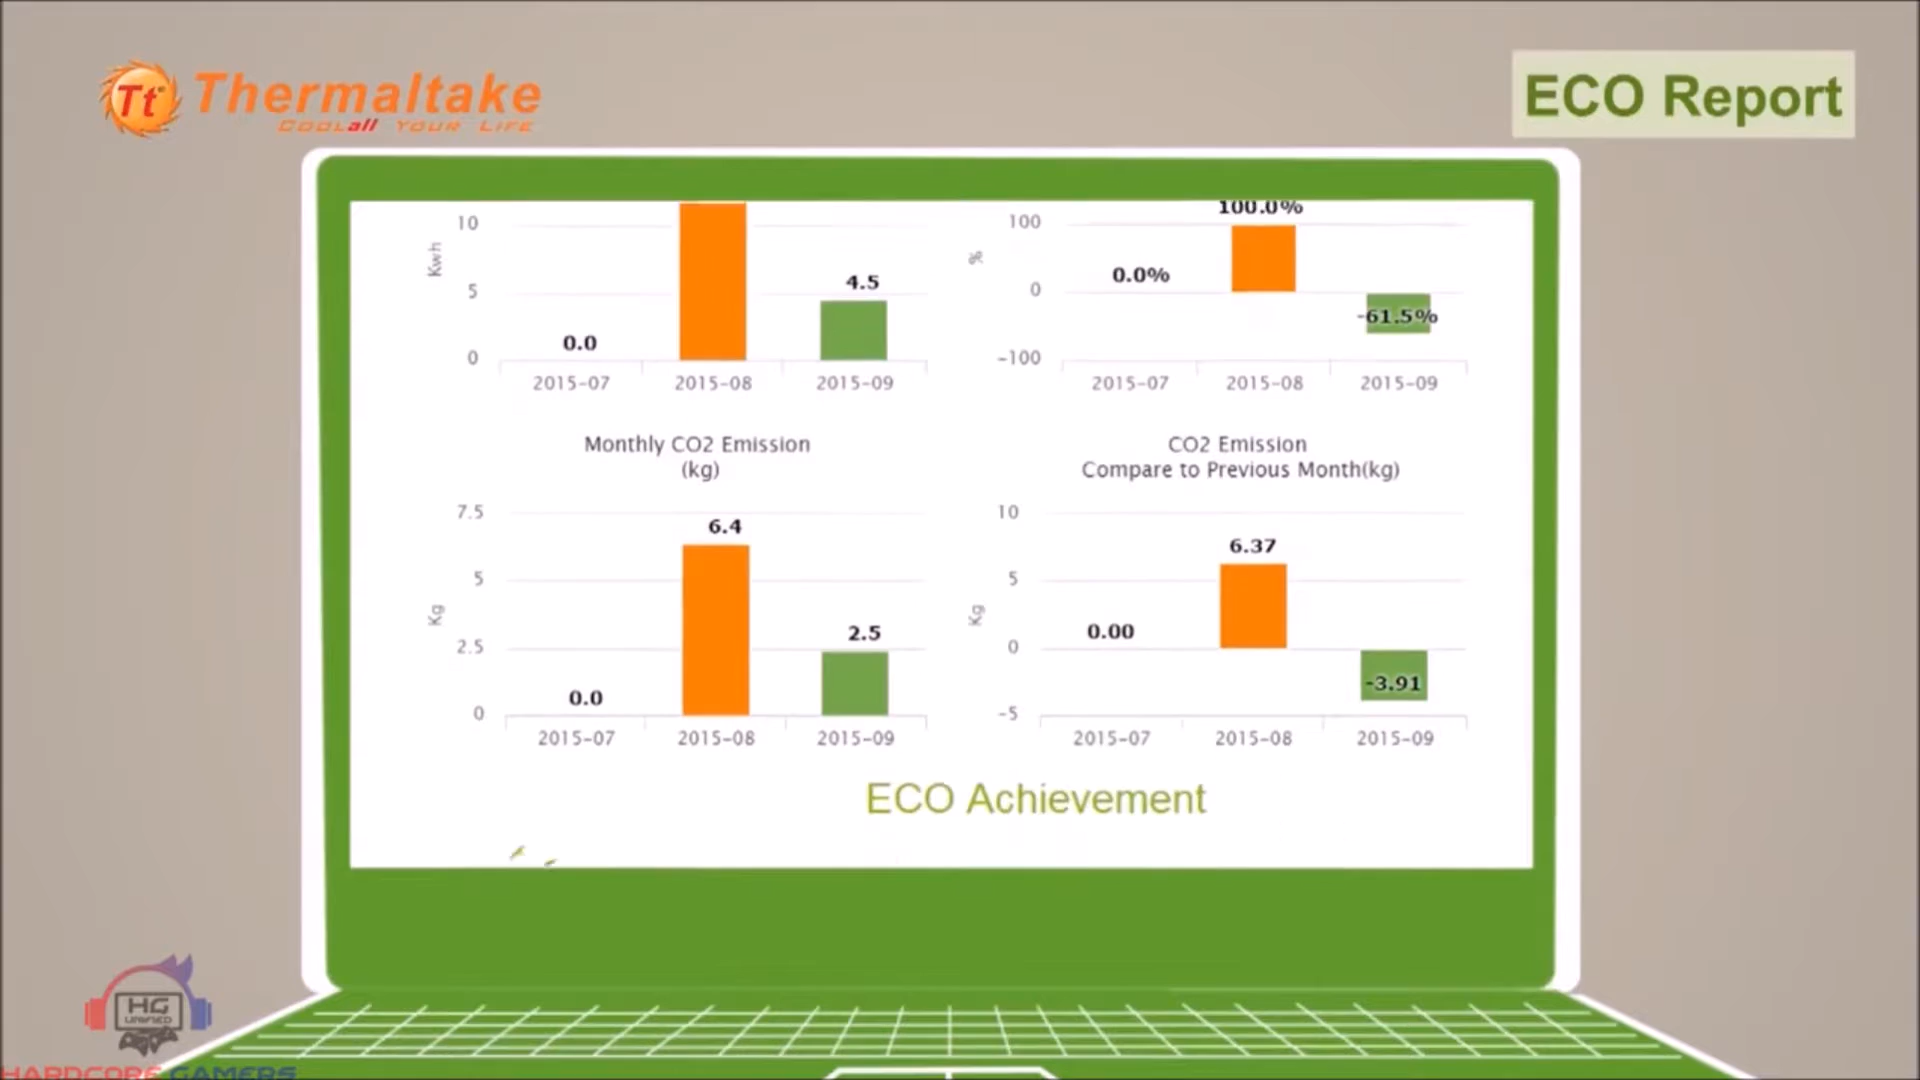 Tt Thermaltake
COOLall YOUR LIFE
ECO Report
10
Kwh
5
0
0.0
4.5
2015-07 2015-08 2015-09
100.0%
100
%
0
-100
0.0%
-61.5%
2015-07 2015-08 2015-09
Monthly CO2 Emission
(kg)
7.5
5
Kg
2.5
0
0.0
6.4
2.5
2015-07 2015-08 2015-09
CO2 Emission
Compare to Previous Month(kg)
10
5
Kg
0
-5
0.00
6.37
-3.91
2015-07 2015-08 2015-09
ECO Achievement
HG
UNIFIED
HARDCORE GAMERS